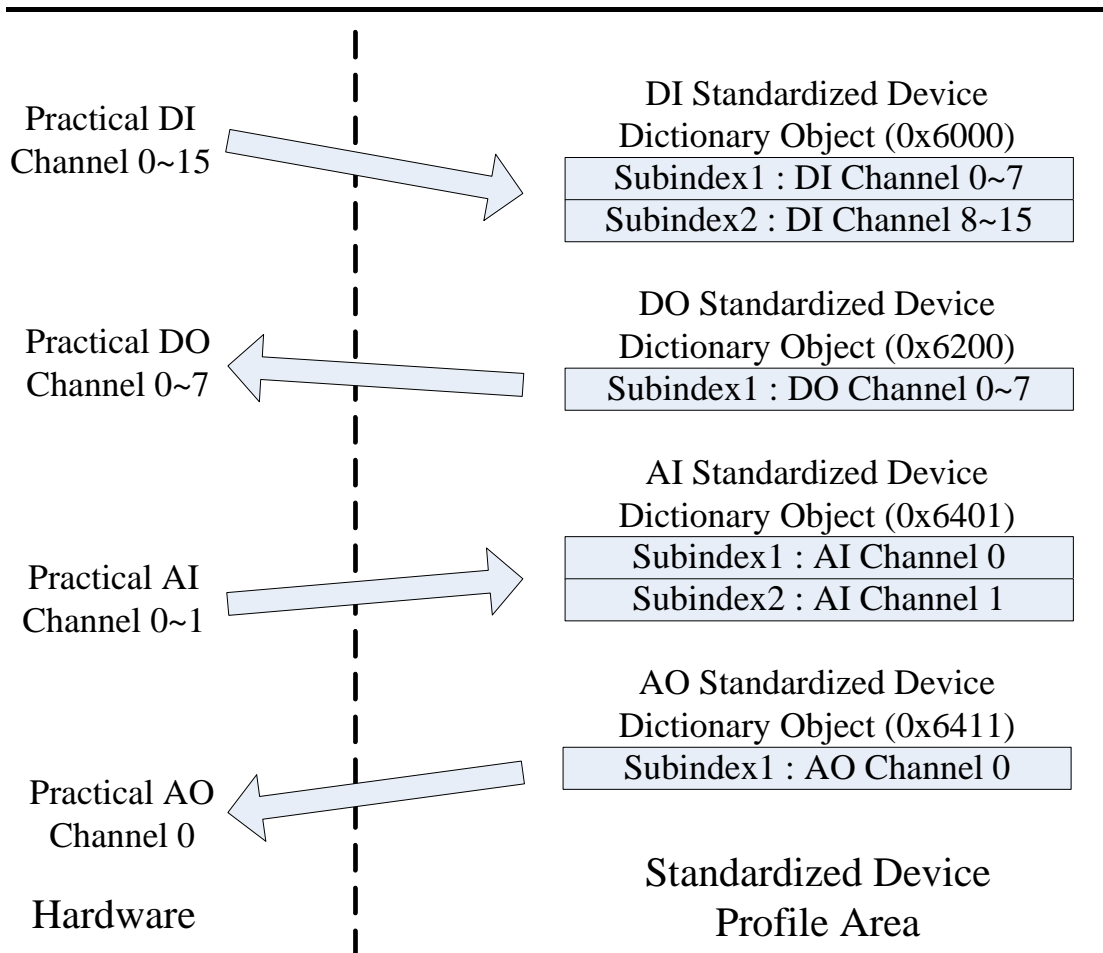 Practical DI
Channel 0~15
DI Standardized Device
Dictionary Object (0x6000)
Subindex1 : DI Channel 0~7
Subindex2 : DI Channel 8~15
Practical DO
Channel 0~7
DO Standardized Device
Dictionary Object (0x6200)
Subindex1 : DO Channel 0~7
Practical AI
Channel 0~1
AI Standardized Device
Dictionary Object (0x6401)
Subindex1 : AI Channel 0
Subindex2 : AI Channel 1
Practical AO
Channel 0
AO Standardized Device
Dictionary Object (0x6411)
Subindex1 : AO Channel 0
Hardware
Standardized Device
Profile Area